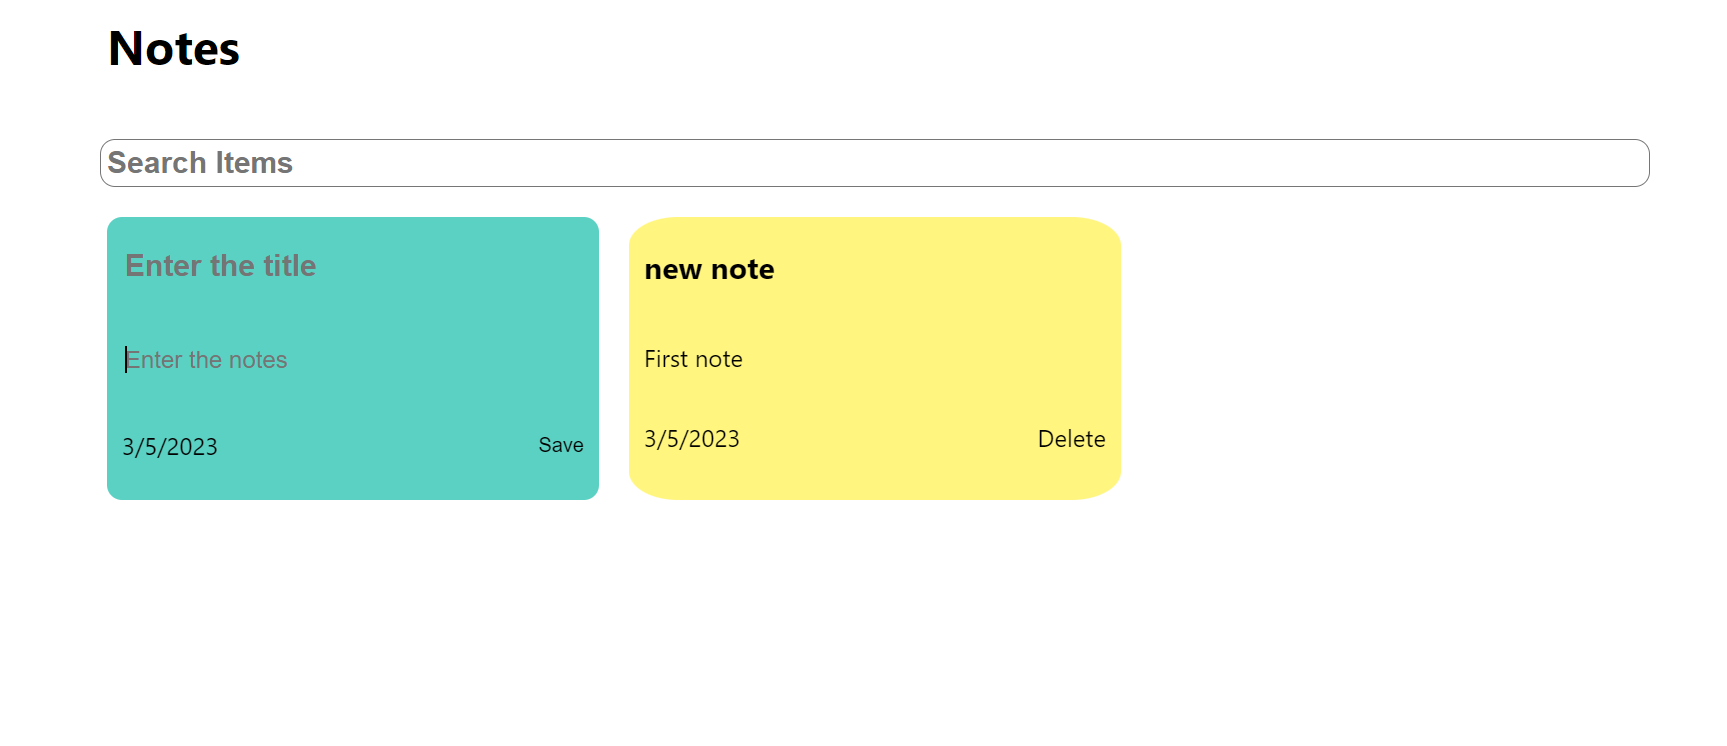 Notes
Search Items
Enter the title
Enter the notes
3/5/2023
Save
new note
First note
3/5/2023
Delete